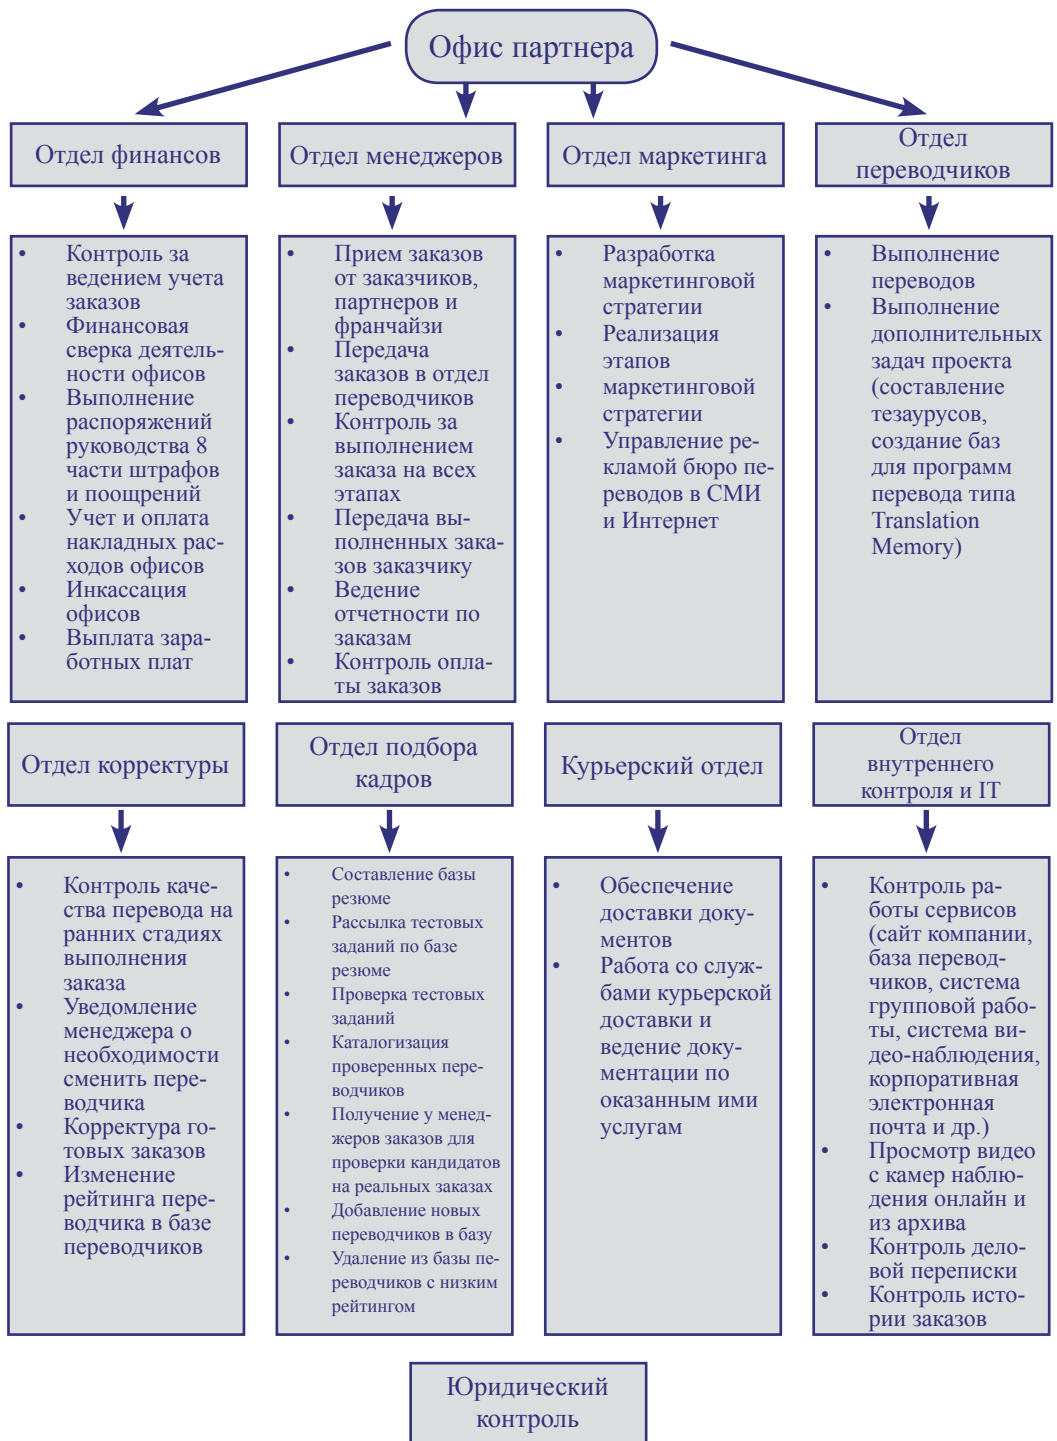 Офис партнера
Отдел финансов
Отдел менеджеров
Отдел маркетинга
Отдел
переводчиков
• Контроль за
ведением учета
заказов
• Финансовая
сверка деятель-
ности офисов
• Выполнение
распоряжений
руководства 8
части штрафов
и поощрений
• Учет и оплата
накладных рас-
ходов офисов
• Инкассация
офисов
• Выплата зара-
ботных плат
• Прием заказов
от заказчиков,
партнеров и
франчайзи
• Передача
заказов в отдел
переводчиков
• Контроль за
выполнением
заказа на всех
этапах
• Передача вы-
полненных зака-
зов заказчику
• Ведение
отчетности по
заказам
• Контроль опла-
ты заказов
• Разработка
маркетинговой
стратегии
• Реализация
этапов
• маркетинговой
стратегии
• Управление ре-
кламой бюро пе-
реводов в СМИ
и Интернет
• Выполнение
переводов
• Выполнение
дополнительных
задач проекта
(составление
тезаурусов,
создание баз
для программ
перевода типа
Translation
Memory)
Отдел корректуры
Отдел подбора
кадров
Курьерский отдел
Отдел
внутреннего
контроля и IT
• Контроль каче-
ства перевода на
ранних стадиях
выполнения
заказа
• Уведомление
менеджера о
необходимости
сменить пере-
водчика
• Корректура го-
товых заказов
• Изменение
рейтинга пере-
водчика в базе
переводчиков
• Составление базы
резюме
• Рассылка тестовых
заданий по базе
резюме
• Проверка тестовых
заданий
• Каталогизация
проверенных пере-
водчиков
• Получение у менед-
жеров заказов для
проверки кандидатов
на реальных заказах
• Добавление новых
переводчиков в базу
• Удаление из базы пе-
реводчиков с низким
рейтингом
• Обеспечение
доставки доку-
ментов
• Работа со служ-
бами курьерской
доставки и
ведение доку-
ментации по
оказанным ими
услугам
• Контроль ра-
боты сервисов
(сайт компании,
база перевод-
чиков, система
групповой рабо-
ты, система ви-
део-наблюдения,
корпоративная
электронная
почта и др.)
• Просмотр видео
с камер наблю-
дения онлайн и
из архива
• Контроль дело-
вой переписки
• Контроль исто-
рии заказов
Юридический
контроль